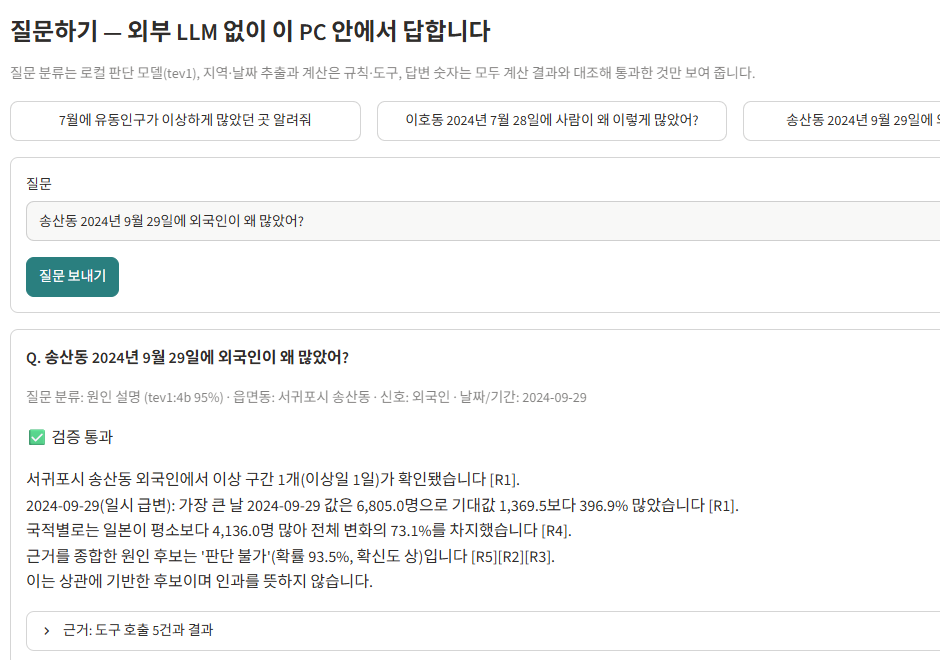 질문하기 — 외부 LLM 없이 이 PC 안에서 답합니다
질문 분류는 로컬 판단 모델(tev1), 지역·날짜 추출과 계산은 규칙·도구, 답변 숫자는 모두 계산 결과와 대조해 통과한 것만 보여 줍니다.
7월에 유동인구가 이상하게 많았던 곳 알려줘
이호동 2024년 7월 28일에 사람이 왜 이렇게 많았어?
송산동 2024년 9월 29일에
질문
송산동 2024년 9월 29일에 외국인이 왜 많았어?
질문 보내기
Q. 송산동 2024년 9월 29일에 외국인이 왜 많았어?
질문 분류: 원인 설명 (tev1:4b 95%) · 읍면동: 서귀포시 송산동 · 신호: 외국인 · 날짜/기간: 2024-09-29
✅ 검증 통과
서귀포시 송산동 외국인에서 이상 구간 1개(이상일 1일)가 확인됐습니다 [R1].
2024-09-29(일시 급변): 가장 큰 날 2024-09-29 값은 6,805.0명으로 기대값 1,369.5보다 396.9% 많았습니다 [R1].
국적별로는 일본이 평소보다 4,136.0명 많아 전체 변화의 73.1%를 차지했습니다 [R4].
근거를 종합한 원인 후보는 '판단 불가'(확률 93.5%, 확신도 상)입니다 [R5][R2][R3].
이는 상관에 기반한 후보이며 인과를 뜻하지 않습니다.
근거: 도구 호출 5건과 결과